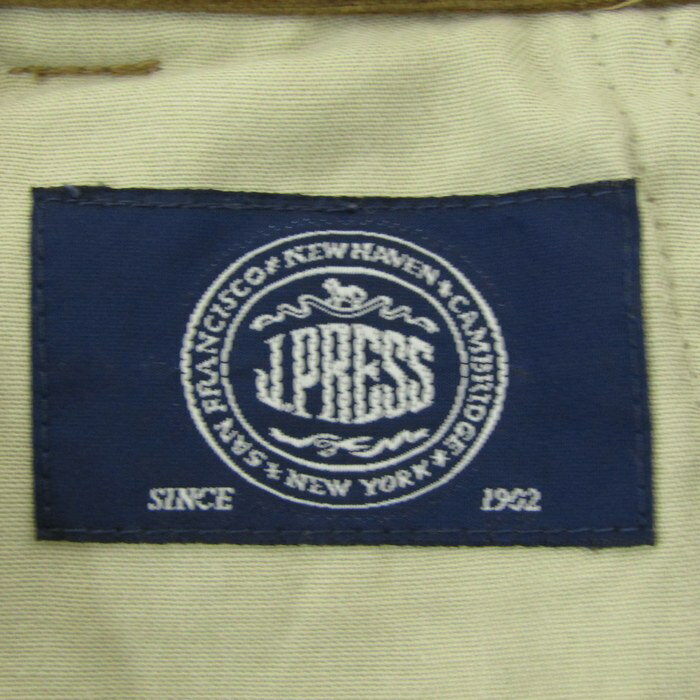 SAN FRANCISCO * NEW HAVEN * CAMBRIDGE * NEW YORK *
J. PRESS
SINCE 1902